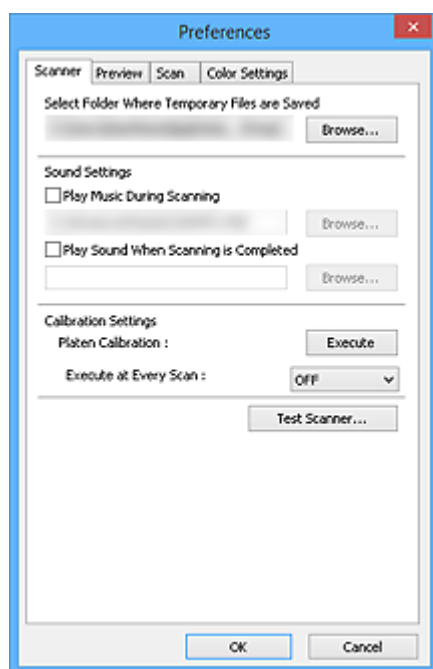 Preferences
Scanner Preview Scan Color Settings
Select Folder Where Temporary Files are Saved
Browse...
Sound Settings
Play Music During Scanning
Browse...
Play Sound When Scanning is Completed
Browse...
Calibration Settings
Platen Calibration : Execute
Execute at Every Scan : OFF
Test Scanner...
OK Cancel